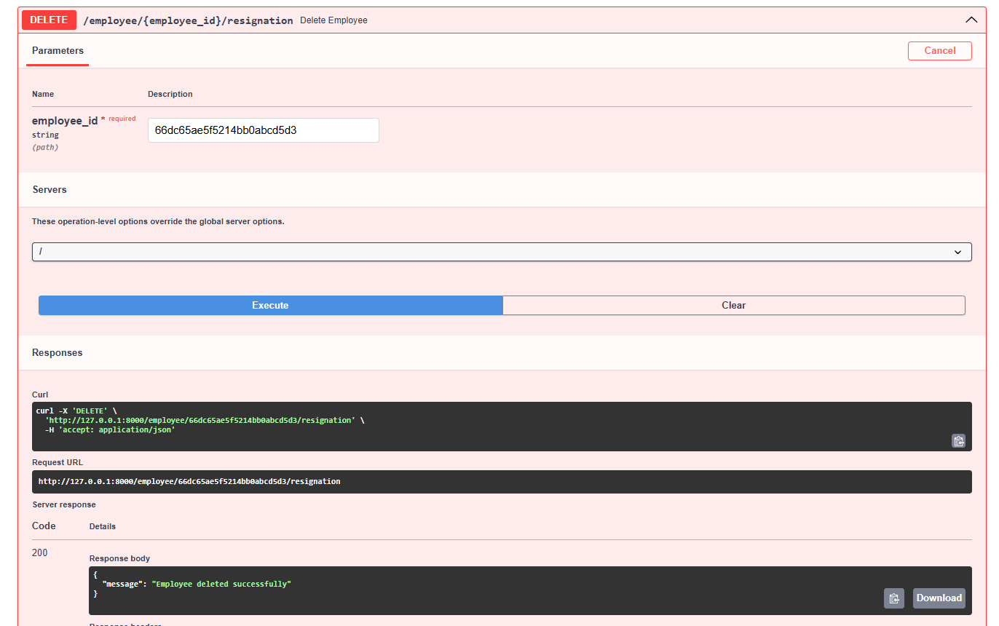 DELETE /employee/{employee_id}/resignation Delete Employee
Parameters Cancel
Name Description
employee_id * required 66dc65ae5f5214bb0abcd5d3
string
(path)
Servers
These operation-level options override the global server options.
/
Execute Clear
Responses
Curl
curl -X 'DELETE' \
'http://127.0.0.1:8000/employee/66dc65ae5f5214bb0abcd5d3/resignation' \
-H 'accept: application/json'
Request URL
http://127.0.0.1:8000/employee/66dc65ae5f5214bb0abcd5d3/resignation
Server response
Code Details
200
Response body
{
"message": "Employee deleted successfully"
}
Download
Response headers